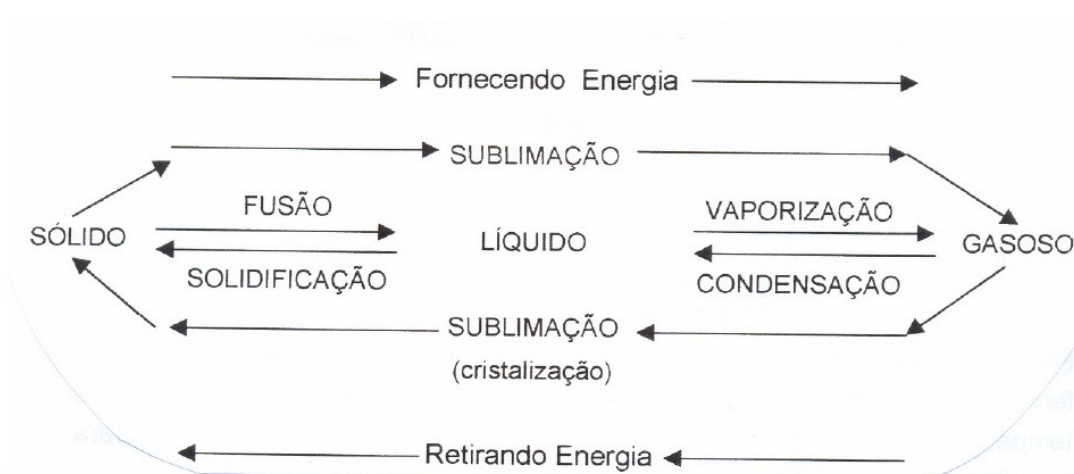 Fornecendo Energia
SUBLIMAÇÃO
FUSÃO
VAPORIZAÇÃO
SÓLIDO
LÍQUIDO
GASOSO
SOLIDIFICAÇÃO
CONDENSAÇÃO
SUBLIMAÇÃO
(cristalização)
Retirando Energia